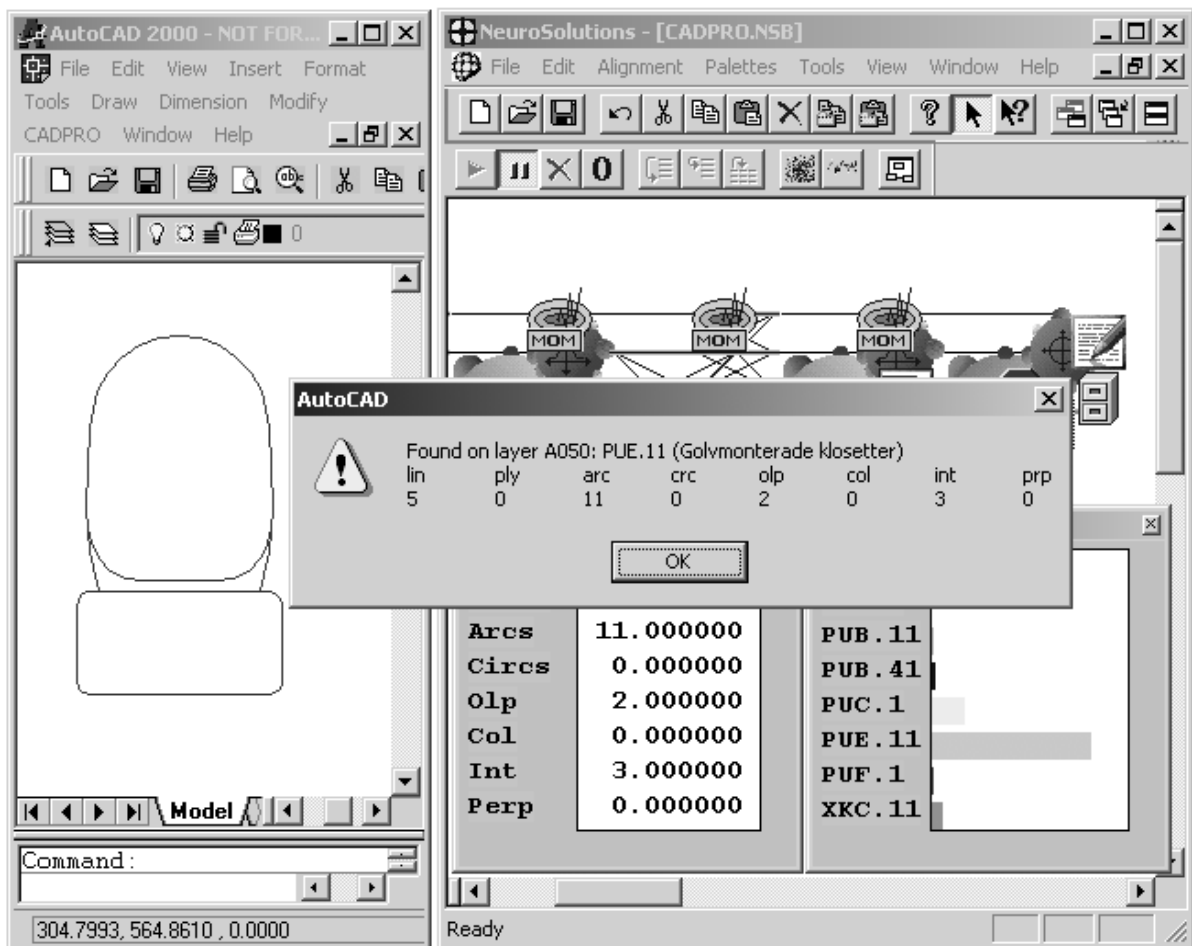 AutoCAD 2000 - NOT FOR...
File Edit View Insert Format
Tools Draw Dimension Modify
CADPRO Window Help
0
Model
Command:
304.7993, 564.8610 , 0.0000
NeuroSolutions - [CADPRO.NSB]
File Edit Alignment Palettes Tools View Window Help
0
MOM MOM MOM
AutoCAD
Found on layer A050: PUE.11 (Golvmonterade klosetter)
lin ply arc crc olp col int prp
5 0 11 0 2 0 3 0
OK
Arcs 11.000000
Circs 0.000000
Olp 2.000000
Col 0.000000
Int 3.000000
Perp 0.000000
PUB.11
PUB.41
PUC.1
PUE.11
PUF.1
XKC.11
Ready